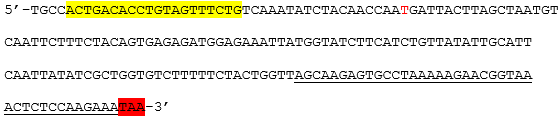 5’-TGCCACTGACACCTGTAGTTTCTGTCAAATATCTACAACCAATGATTACTTAGCTAATGT
CAATTCTTTCTACAGTGAGAGATGGAGAAATTATGGTATCTTCATCTGTTATATTGCATT
CAATTATATCGCTGGTGTCTTTTTCTACTGGTTAGCAAGAGTGCCTAAAAAGAACGGTAA
ACTCTCCAAGAAATAA-3’